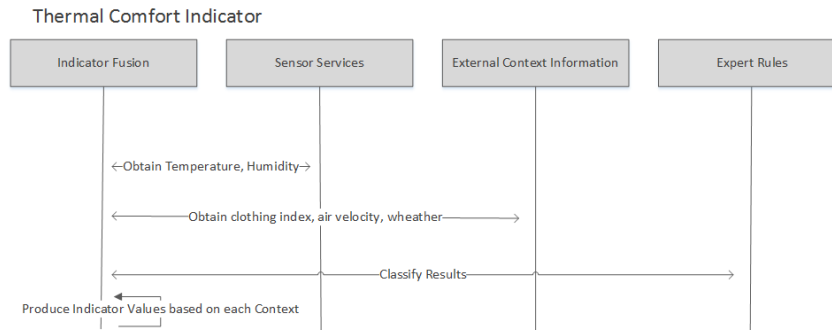 Thermal Comfort Indicator
Indicator Fusion
Sensor Services
External Context Information
Expert Rules
Obtain Temperature, Humidity
Obtain clothing index, air velocity, wheather
Classify Results
Produce Indicator Values based on each Context